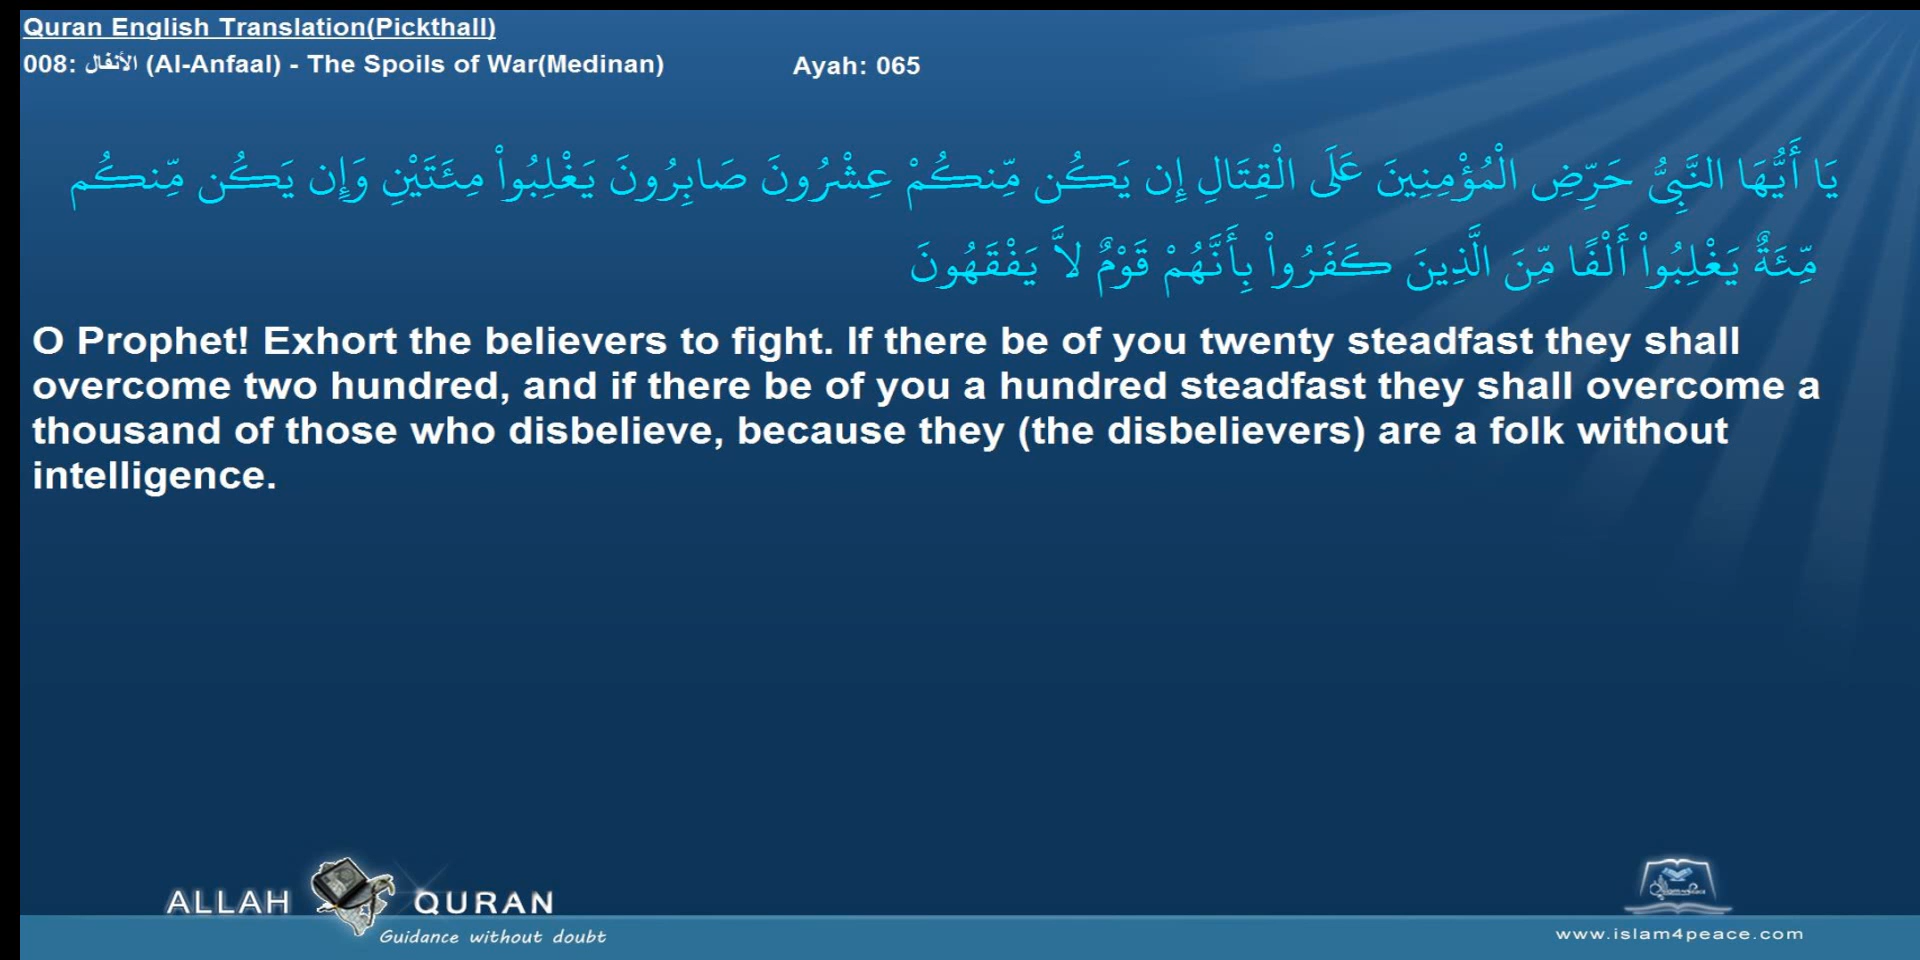 Quran English Translation(Pickthall)
008: الأنفال (Al-Anfaal) - The Spoils of War(Medinan) Ayah: 065
يَا أَيُّهَا النَّبِيُّ حَرِّضِ الْمُؤْمِنِينَ عَلَى الْقِتَالِ إِن يَكُن مِّنكُمْ عِشْرُونَ صَابِرُونَ يَغْلِبُواْ مِئَتَيْنِ وَإِن يَكُن مِّنكُم
مِّئَةٌ يَغْلِبُواْ أَلْفًا مِّنَ الَّذِينَ كَفَرُواْ بِأَنَّهُمْ قَوْمٌ لاَّ يَفْقَهُونَ
O Prophet! Exhort the believers to fight. If there be of you twenty steadfast they shall
overcome two hundred, and if there be of you a hundred steadfast they shall overcome a
thousand of those who disbelieve, because they (the disbelievers) are a folk without
intelligence.
ALLAH QURAN
Guidance without doubt
www.islam4peace.com